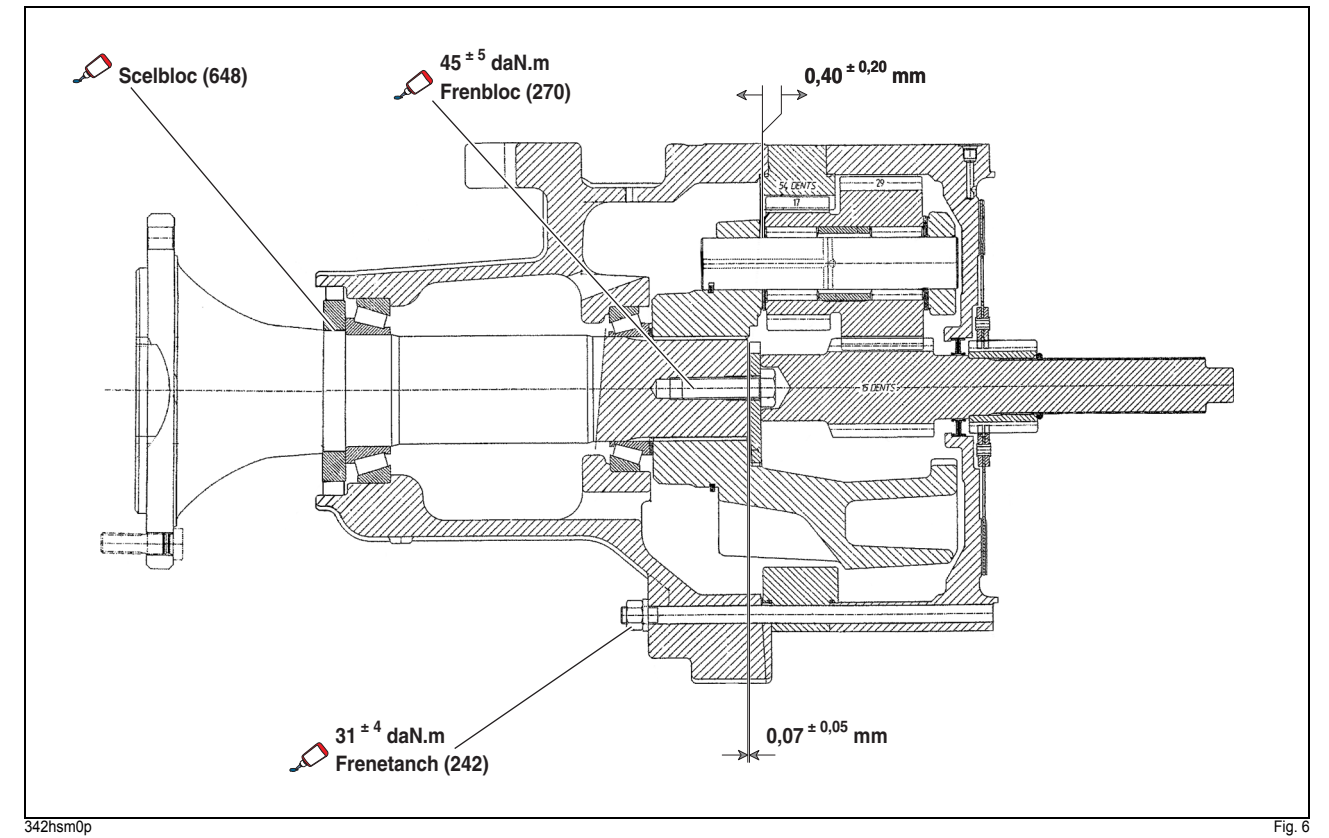 Scelbloc (648)
45 ± 5 daN.m
Frenbloc (270)
0,40 ± 0,20 mm
54 DENTS
17
29
15 DENTS
31 ± 4 daN.m
Frenetanch (242)
0,07 ± 0,05 mm
342hsm0p
Fig. 6